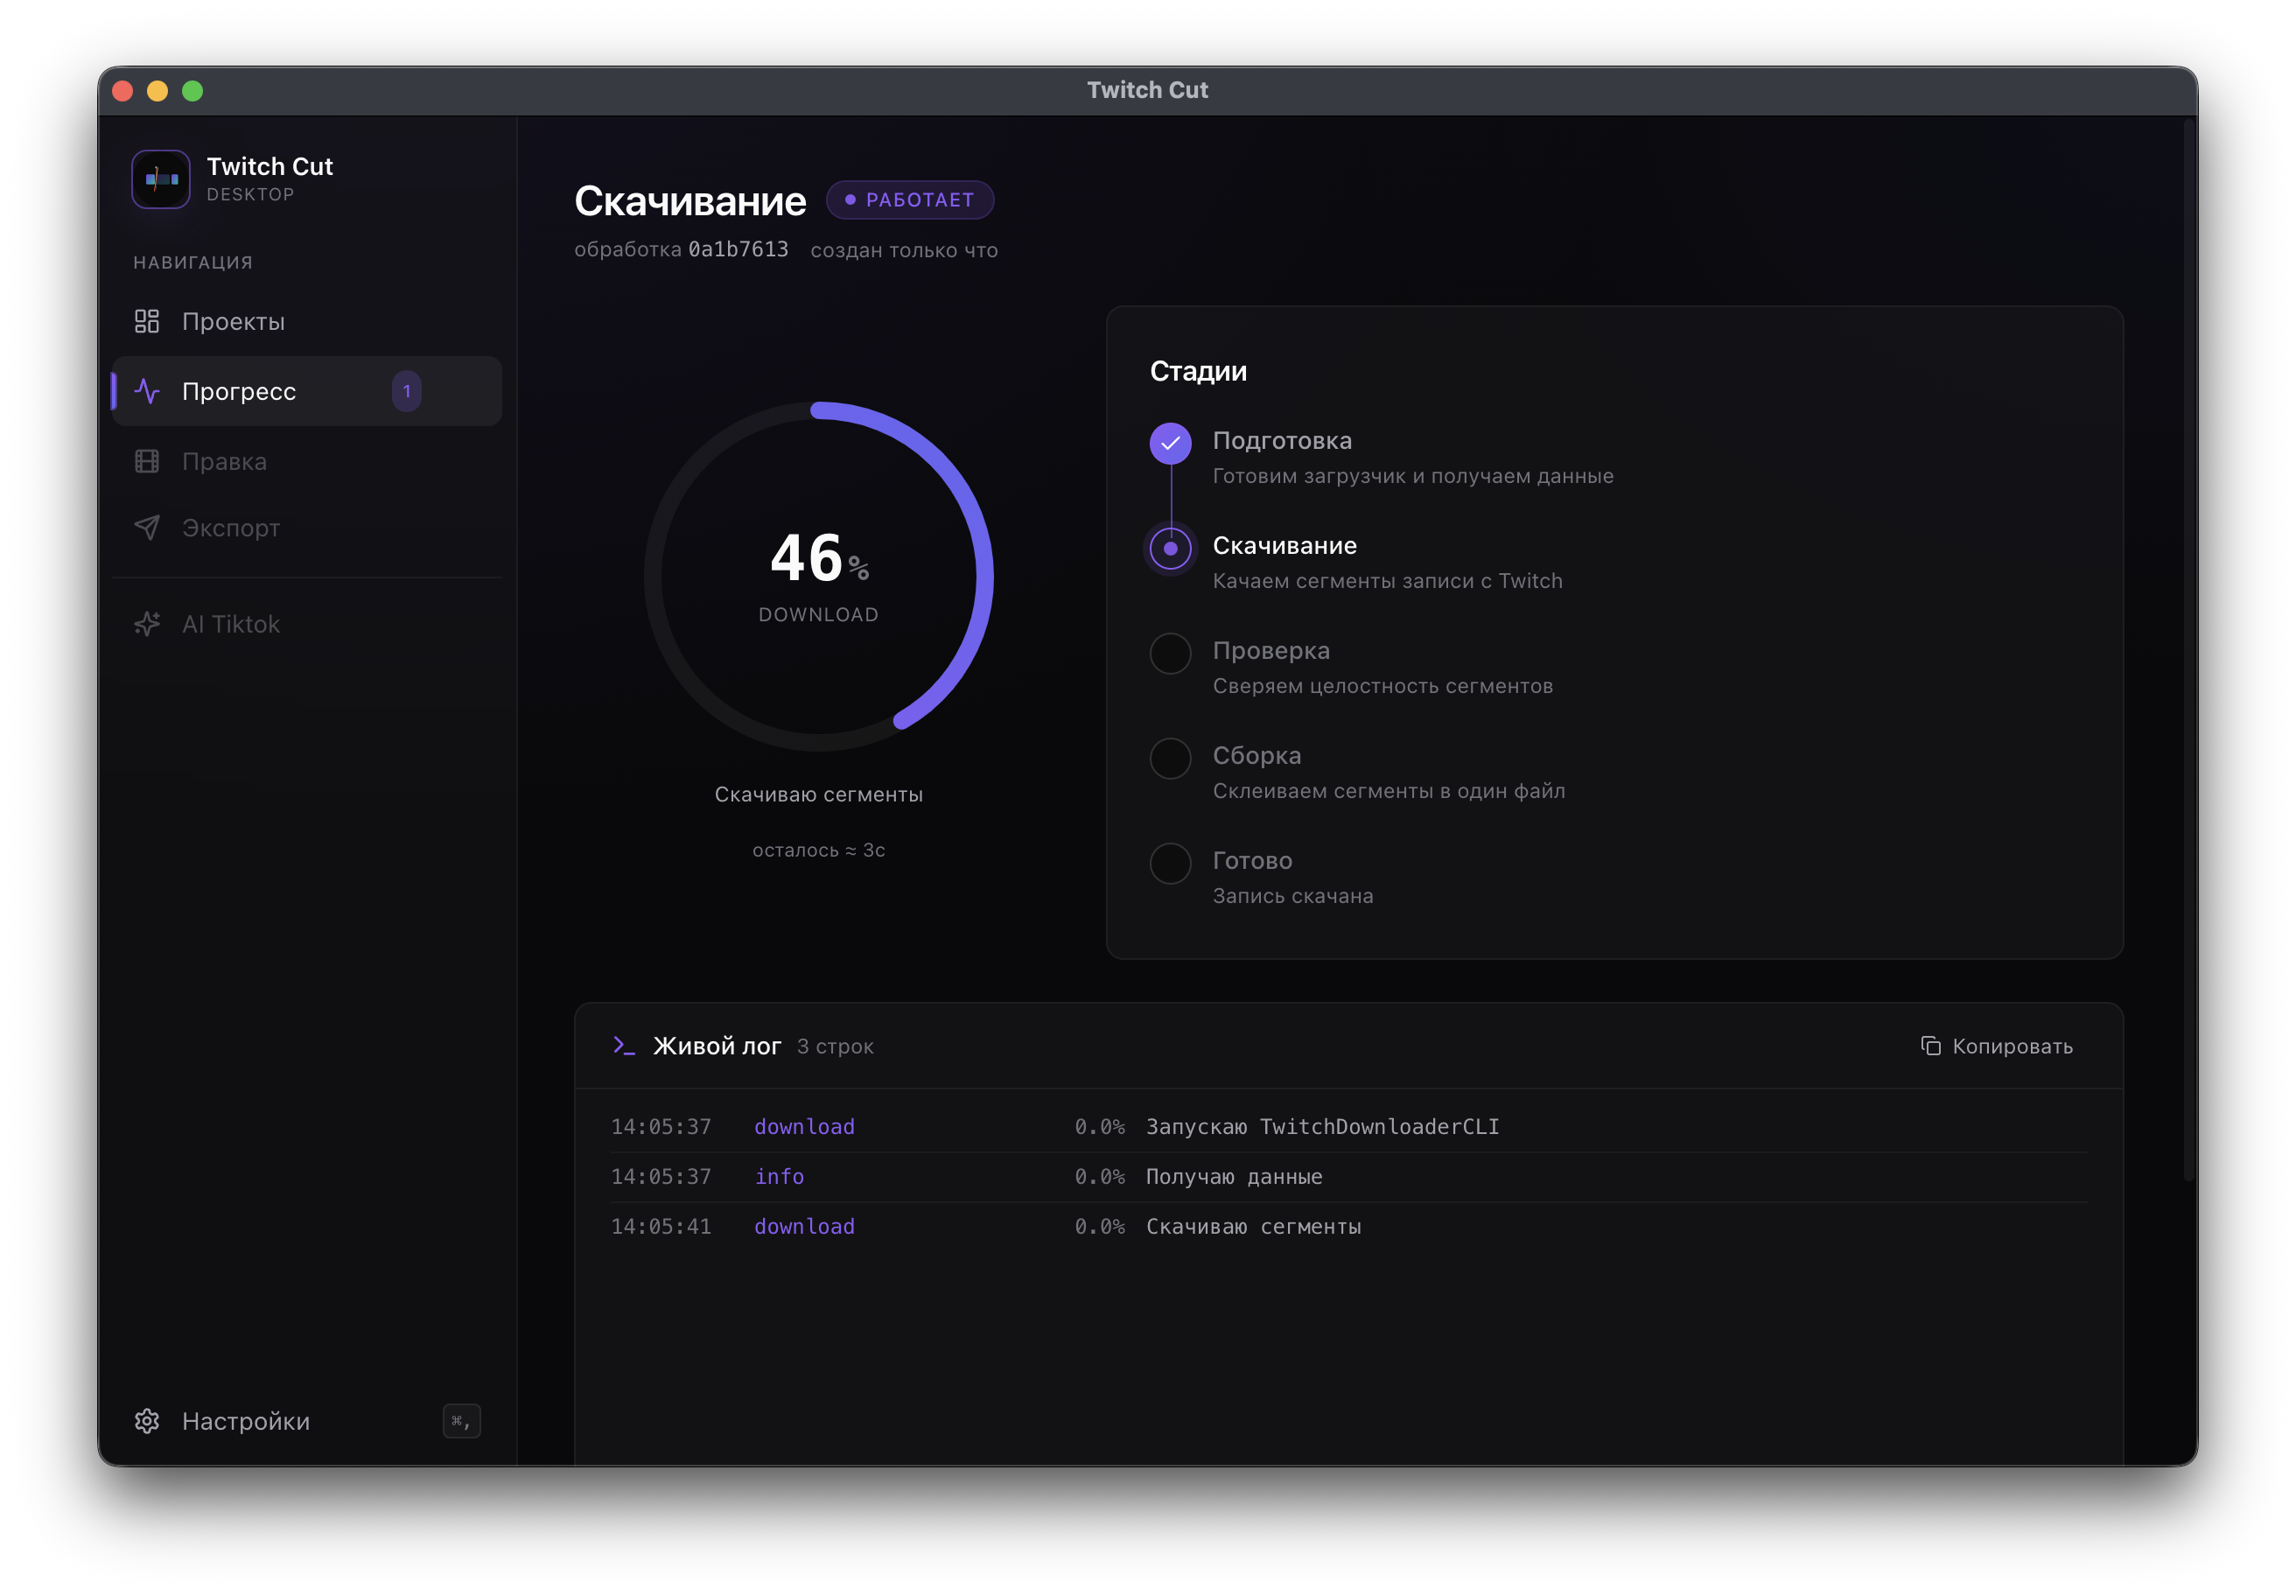 Twitch Cut
Twitch Cut
DESKTOP
НАВИГАЦИЯ
Проекты
Прогресс 1
Правка
Экспорт
AI Tiktok
Настройки ⌘,
Скачивание РАБОТАЕТ
обработка 0a1b7613 создан только что
46%
DOWNLOAD
Скачиваю сегменты
осталось ≈ 3с
Стадии
Подготовка
Готовим загрузчик и получаем данные
Скачивание
Качаем сегменты записи с Twitch
Проверка
Сверяем целостность сегментов
Сборка
Склеиваем сегменты в один файл
Готово
Запись скачана
Живой лог 3 строк Копировать
14:05:37 download 0.0% Запускаю TwitchDownloaderCLI
14:05:37 info 0.0% Получаю данные
14:05:41 download 0.0% Скачиваю сегменты